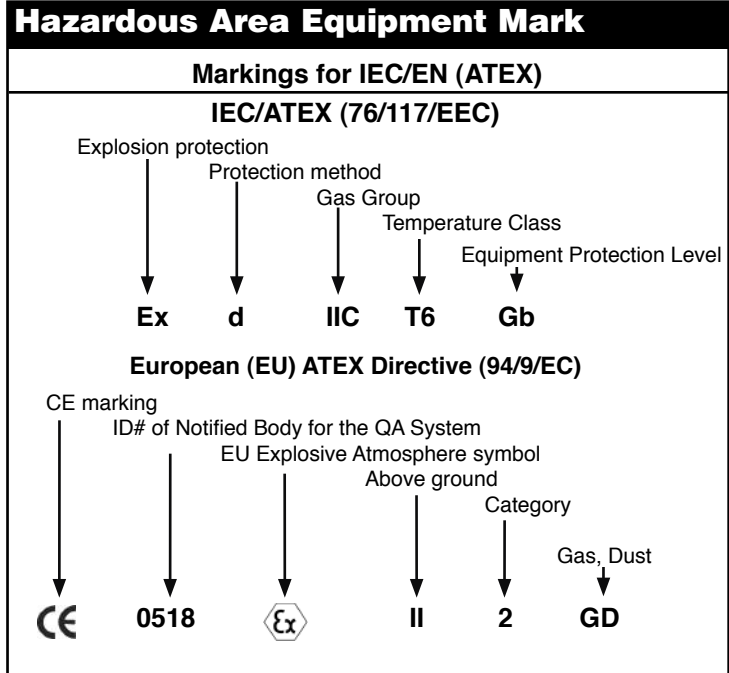 Hazardous Area Equipment Mark
Markings for IEC/EN (ATEX)
IEC/ATEX (76/117/EEC)
Explosion protection
Protection method
Gas Group
Temperature Class
Equipment Protection Level
Ex d IIC T6 Gb
European (EU) ATEX Directive (94/9/EC)
CE marking
ID# of Notified Body for the QA System
EU Explosive Atmosphere symbol
Above ground
Category
Gas, Dust
CE 0518 Ex II 2 GD